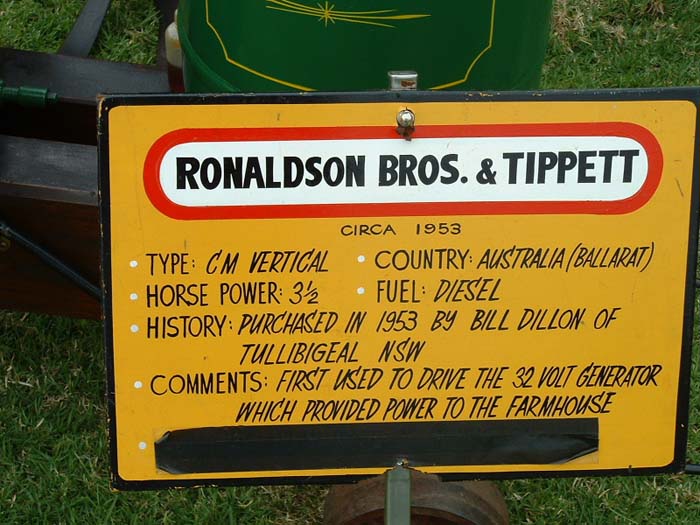 RONALDSON BROS. & TIPPETT
CIRCA 1953
• TYPE: CM VERTICAL • COUNTRY: AUSTRALIA (BALLARAT)
• HORSE POWER: 3½ • FUEL: DIESEL
• HISTORY: PURCHASED IN 1953 BY BILL DILLON OF
TULLIBIGEAL NSW
• COMMENTS: FIRST USED TO DRIVE THE 32 VOLT GENERATOR
WHICH PROVIDED POWER TO THE FARMHOUSE